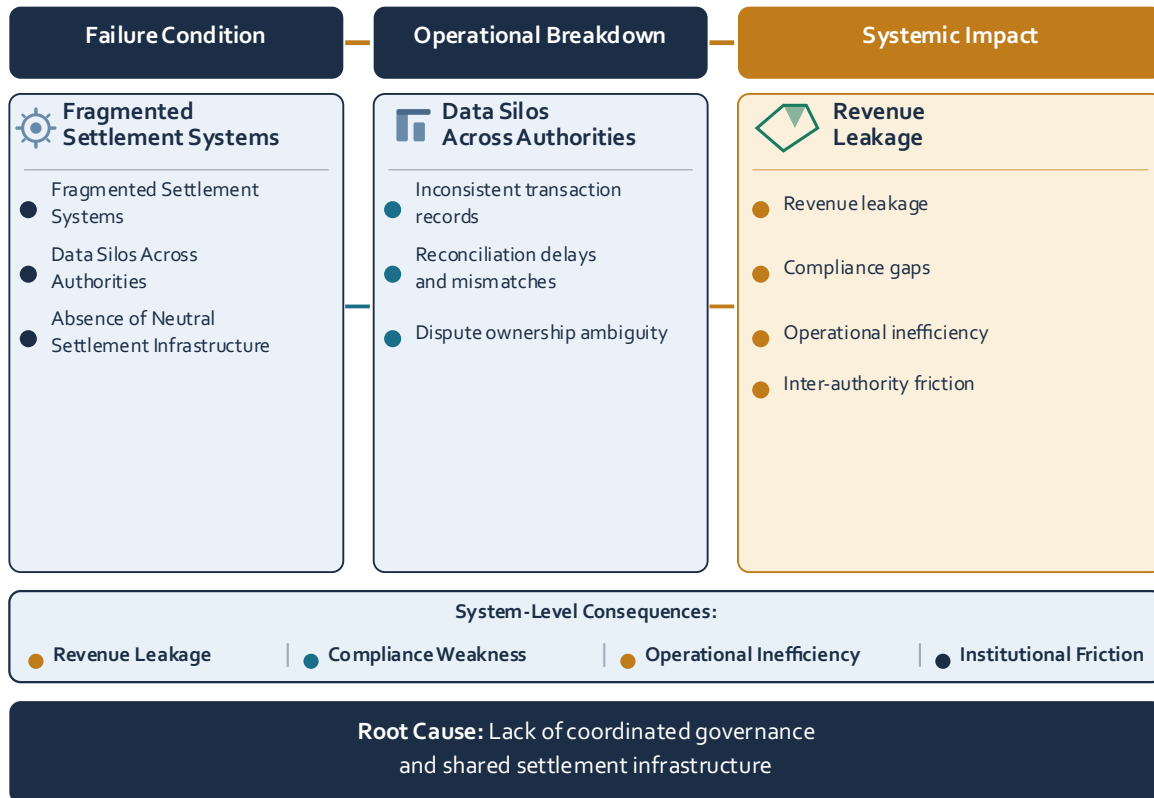 Failure Condition
Operational Breakdown
Systemic Impact
Fragmented
Settlement Systems
Fragmented Settlement
Systems
Data Silos Across
Authorities
Absence of Neutral
Settlement Infrastructure
Data Silos
Across Authorities
Inconsistent transaction
records
Reconciliation delays
and mismatches
Dispute ownership ambiguity
Revenue
Leakage
Revenue leakage
Compliance gaps
Operational inefficiency
Inter-authority friction
System-Level Consequences:
Revenue Leakage
Compliance Weakness
Operational Inefficiency
Institutional Friction
Root Cause: Lack of coordinated governance
and shared settlement infrastructure